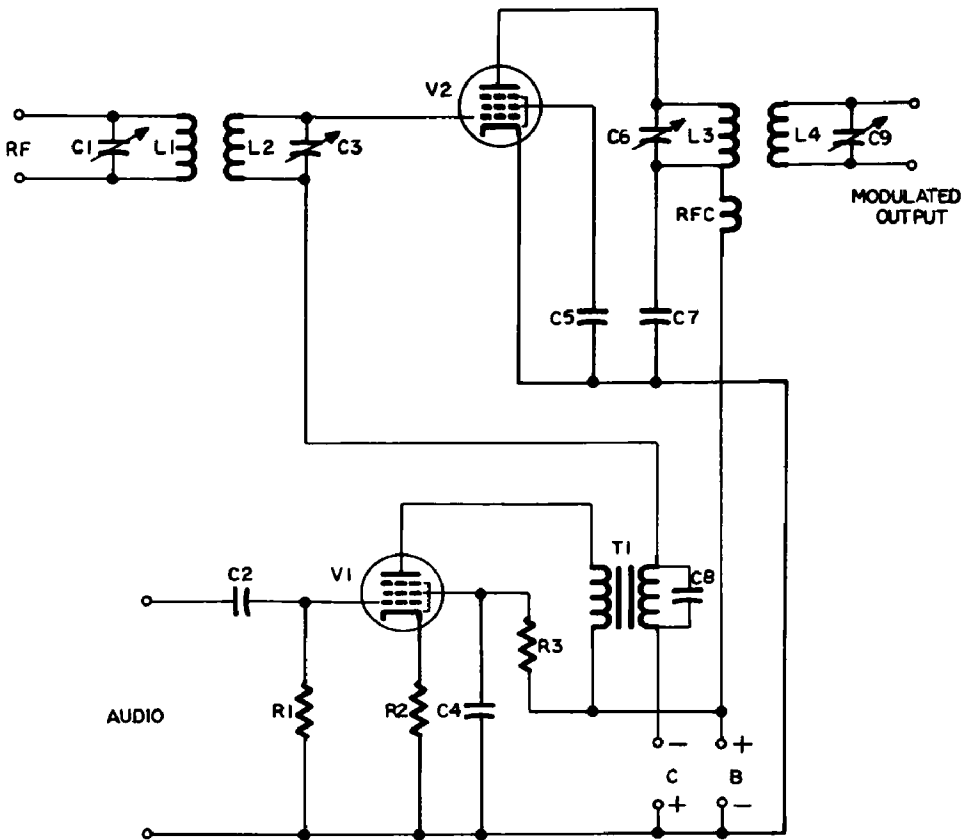 V2
RF
C1
L1
L2
C3
C6
L3
L4
C9
MODULATED
OUTPUT
RFC
C5
C7
T1
C8
C2
V1
R3
AUDIO
R1
R2
C4
- +
C B
+ -